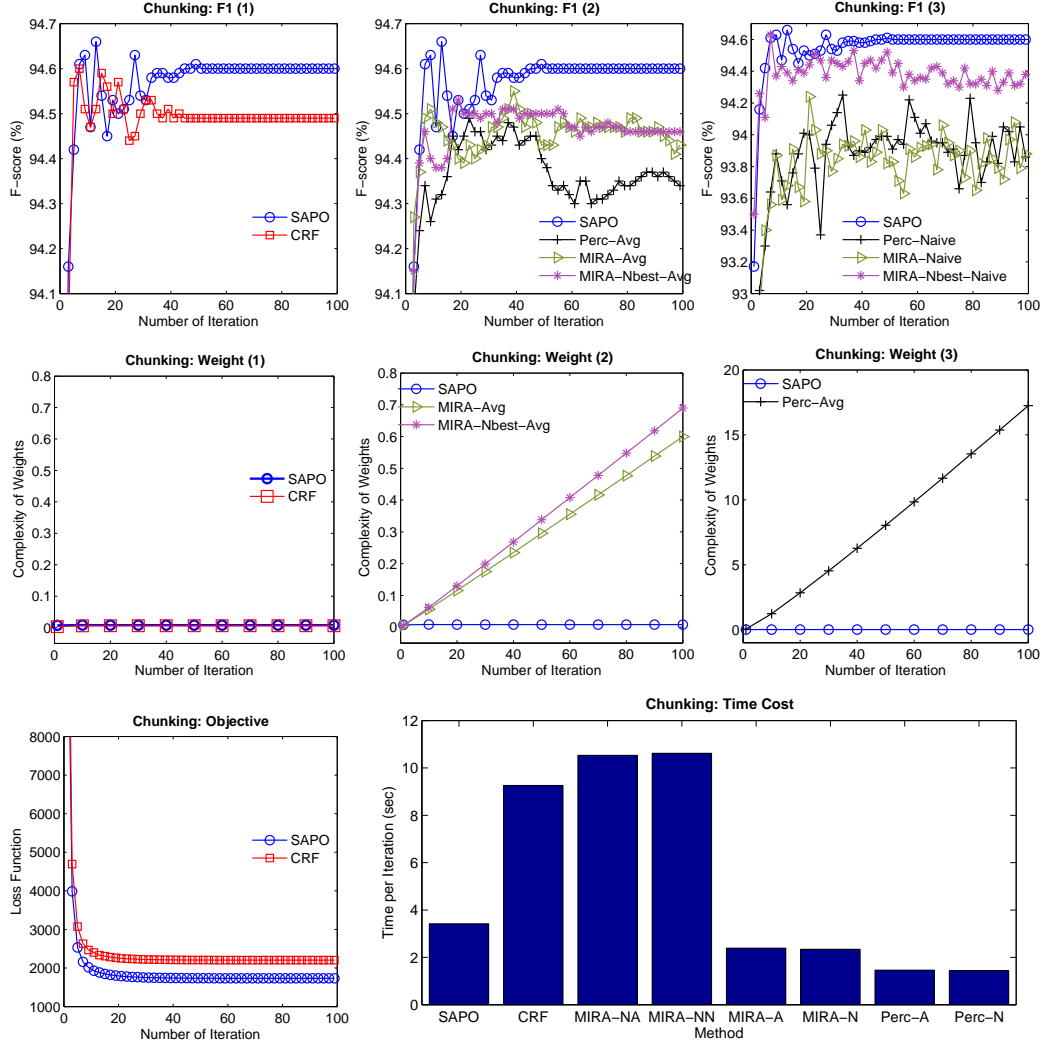 Chunking: F1 (1)
94.7
94.6
94.5
94.4
94.3
94.2
94.1
0
20
40
60
80
100
F−score (%)
Number of Iteration
SAPO
CRF
Chunking: F1 (2)
94.7
94.6
94.5
94.4
94.3
94.2
94.1
0
20
40
60
80
100
F−score (%)
Number of Iteration
SAPO
Perc−Avg
MIRA−Avg
MIRA−Nbest−Avg
Chunking: F1 (3)
94.6
94.4
94.2
94
93.8
93.6
93.4
93.2
93
0
20
40
60
80
100
F−score (%)
Number of Iteration
SAPO
Perc−Naive
MIRA−Naive
MIRA−Nbest−Naive
Chunking: Weight (1)
0.8
0.7
0.6
0.5
0.4
0.3
0.2
0.1
0
0
20
40
60
80
100
Complexity of Weights
Number of Iteration
SAPO
CRF
Chunking: Weight (2)
0.8
0.7
0.6
0.5
0.4
0.3
0.2
0.1
0
0
20
40
60
80
100
Complexity of Weights
Number of Iteration
SAPO
MIRA−Avg
MIRA−Nbest−Avg
Chunking: Weight (3)
20
15
10
5
0
0
20
40
60
80
100
Complexity of Weights
Number of Iteration
SAPO
Perc−Avg
Chunking: Objective
8000
7000
6000
5000
4000
3000
2000
1000
0
20
40
60
80
100
Loss Function
Number of Iteration
SAPO
CRF
Chunking: Time Cost
12
10
8
6
4
2
0
Time per Iteration (sec)
SAPO
CRF
MIRA−NA
MIRA−NN
MIRA−A
MIRA−N
Perc−A
Perc−N
Method